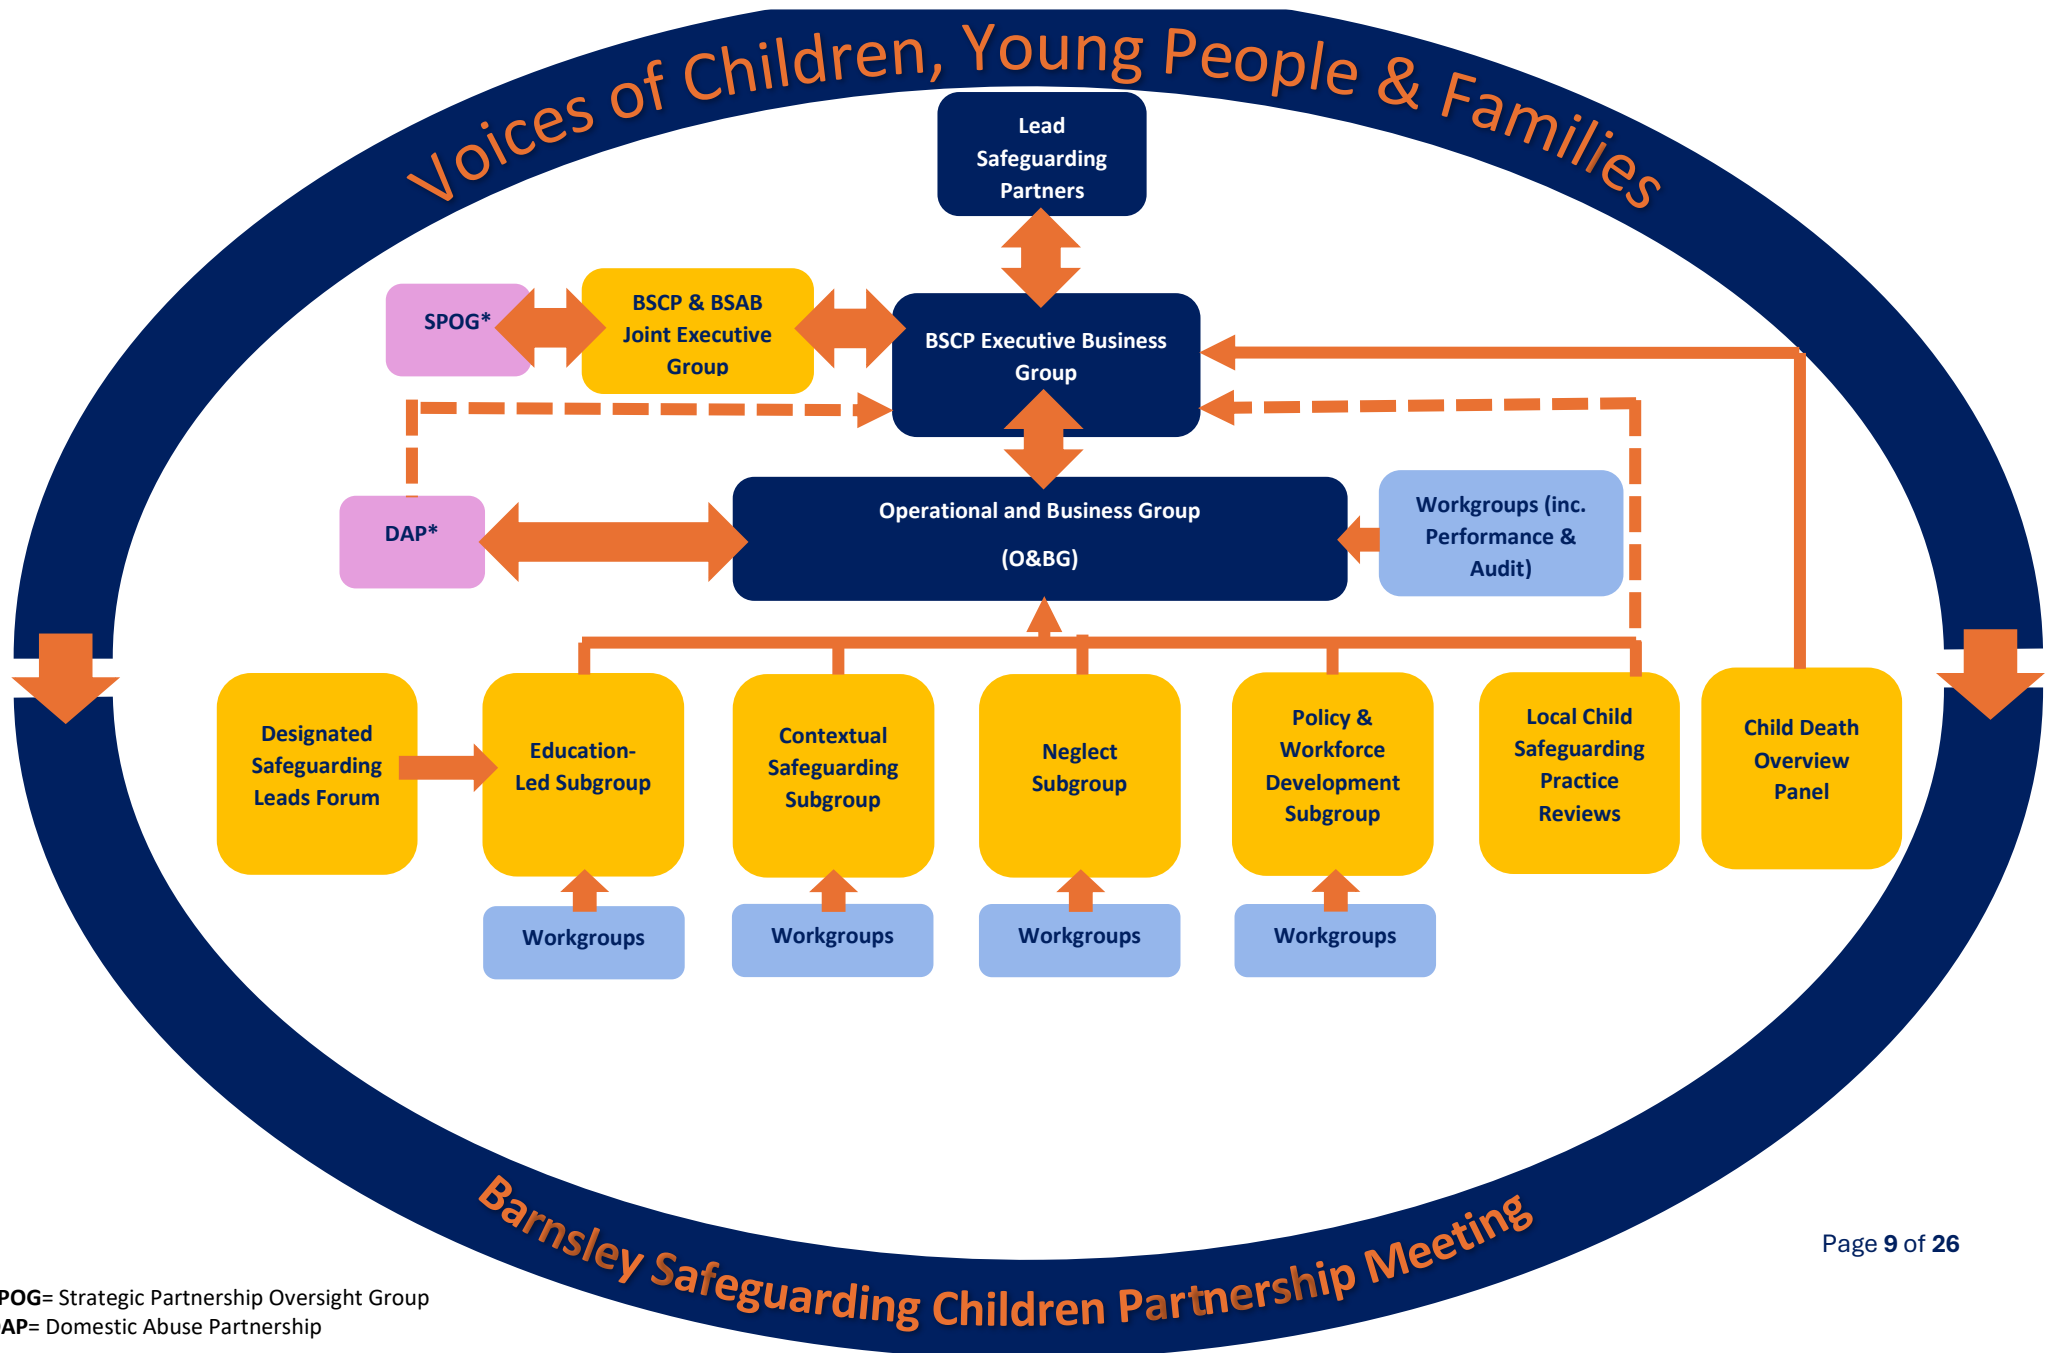 Voices of Children, Young People & Families
Lead
Safeguarding
Partners
SPOG*
BSCP & BSAB
Joint Executive
Group
BSCP Executive Business
Group
DAP*
Operational and Business Group
(O&BG)
Workgroups (inc.
Performance &
Audit)
Designated
Safeguarding
Leads Forum
Education-
Led Subgroup
Contextual
Safeguarding
Subgroup
Neglect
Subgroup
Policy &
Workforce
Development
Subgroup
Local Child
Safeguarding
Practice
Reviews
Child Death
Overview
Panel
Workgroups
Workgroups
Workgroups
Workgroups
Barnsley Safeguarding Children Partnership Meeting
Page 9 of 26
POG= Strategic Partnership Oversight Group
AP= Domestic Abuse Partnership